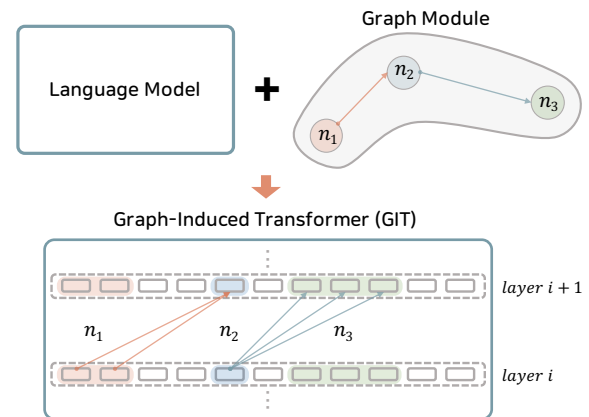 Graph Module
Language Model
+
n₂
n₃
n₁
Graph-Induced Transformer (GIT)
layer i + 1
n₁
n₂
n₃
layer i